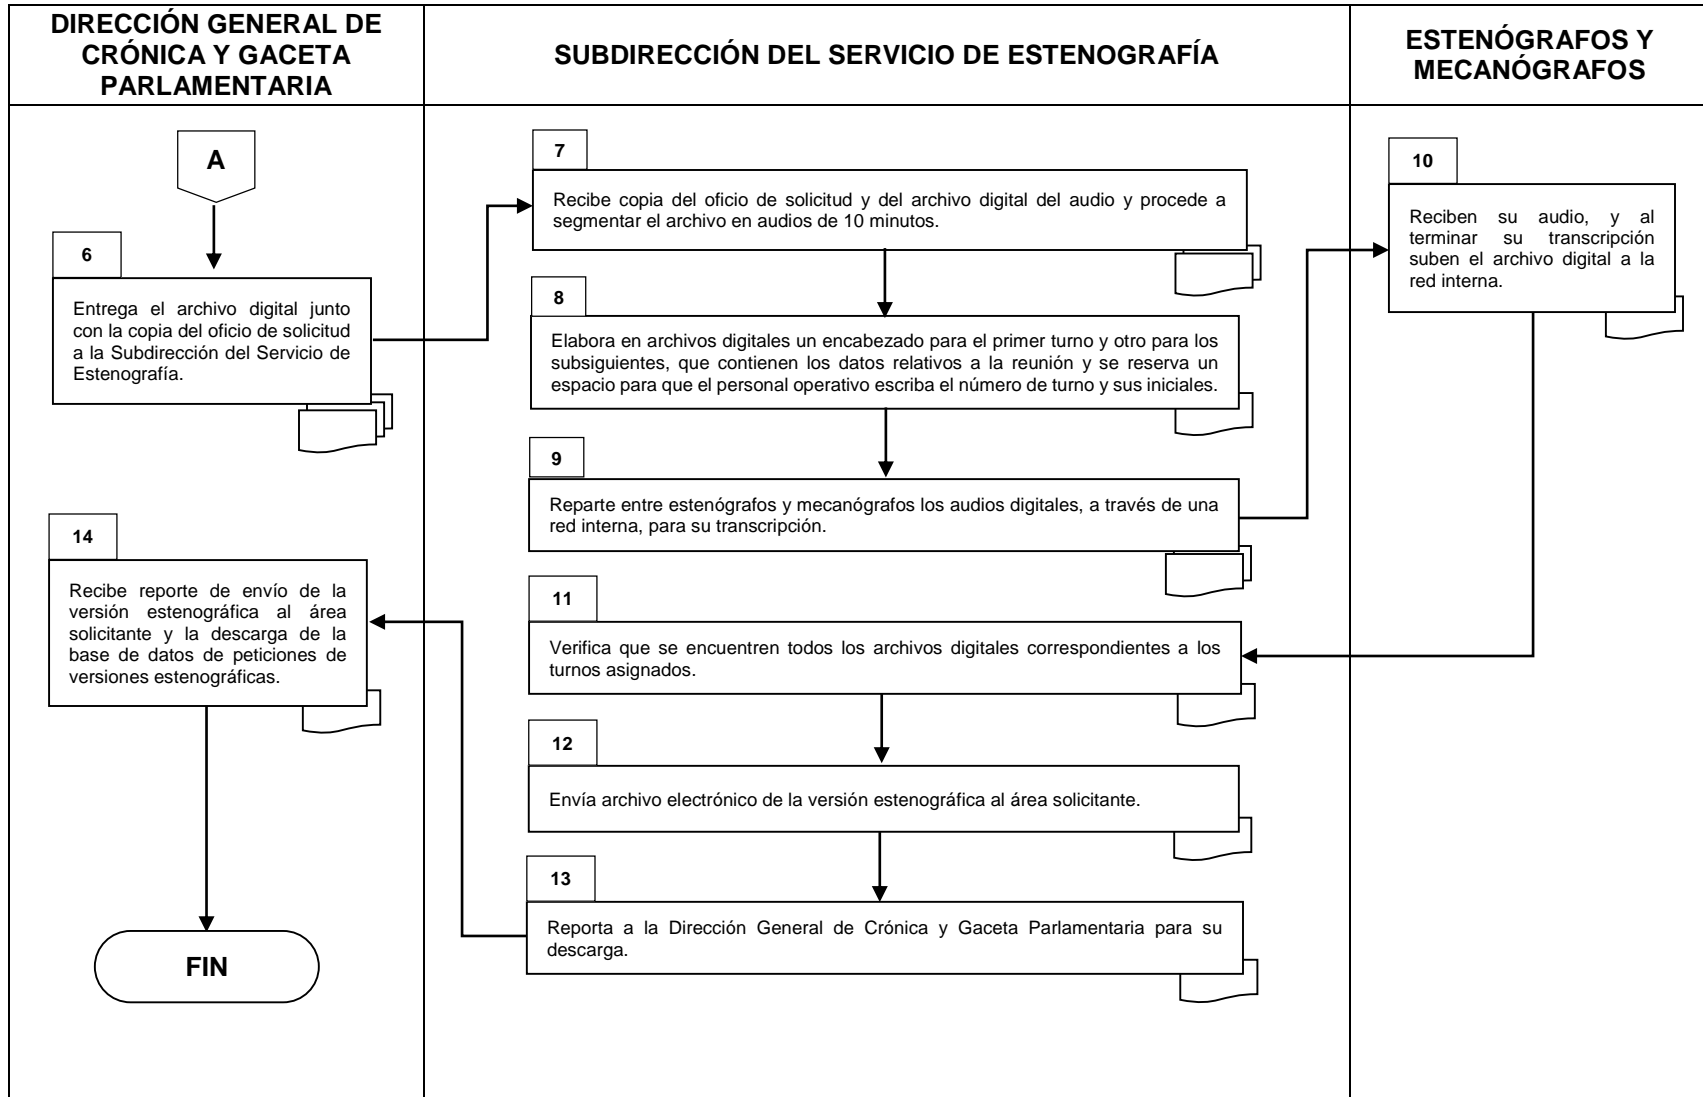 DIRECCIÓN GENERAL DE
CRÓNICA Y GACETA
PARLAMENTARIA
SUBDIRECCIÓN DEL SERVICIO DE ESTENOGRAFÍA
ESTENÓGRAFOS Y
MECANÓGRAFOS
A
6
Entrega el archivo digital junto
con la copia del oficio de solicitud
a la Subdirección del Servicio de
Estenografía.
7
Recibe copia del oficio de solicitud y del archivo digital del audio y procede a
segmentar el archivo en audios de 10 minutos.
8
Elabora en archivos digitales un encabezado para el primer turno y otro para los
subsiguientes, que contienen los datos relativos a la reunión y se reserva un
espacio para que el personal operativo escriba el número de turno y sus iniciales.
9
Reparte entre estenógrafos y mecanógrafos los audios digitales, a través de una
red interna, para su transcripción.
10
Reciben su audio, y al
terminar su transcripción
suben el archivo digital a la
red interna.
11
Verifica que se encuentren todos los archivos digitales correspondientes a los
turnos asignados.
12
Envía archivo electrónico de la versión estenográfica al área solicitante.
13
Reporta a la Dirección General de Crónica y Gaceta Parlamentaria para su
descarga.
14
Recibe reporte de envío de la
versión estenográfica al área
solicitante y la descarga de la
base de datos de peticiones de
versiones estenográficas.
FIN